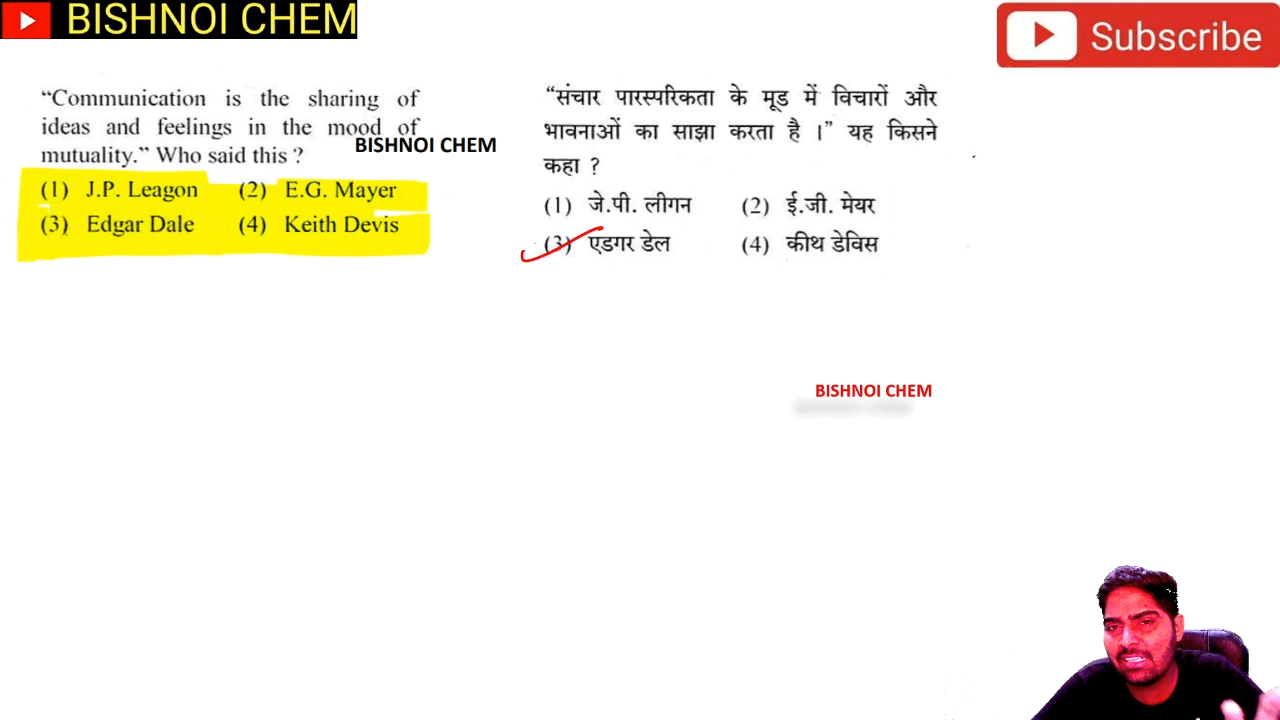 BISHNOI CHEM
Subscribe
“Communication is the sharing of
ideas and feelings in the mood of
mutuality.” Who said this ?
BISHNOI CHEM
(1) J.P. Leagon (2) E.G. Mayer
(3) Edgar Dale (4) Keith Devis
“संचार पारस्परिकता के मूड में विचारों और
भावनाओं का साझा करता है ।” यह किसने
कहा ?
(1) जे.पी. लीगन (2) ई.जी. मेयर
(3) एडगर डेल (4) कीथ डेविस
BISHNOI CHEM